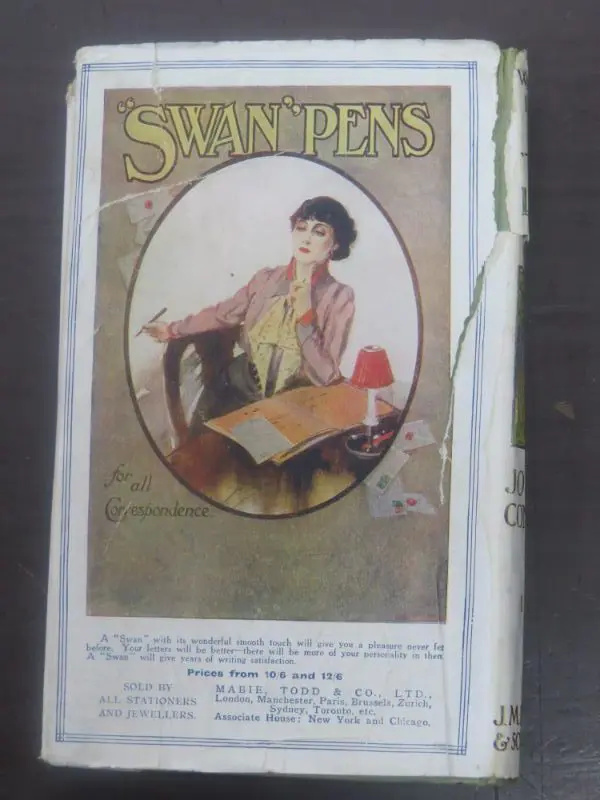 "SWAN" PENS
for
all
Correspondence.
A "Swan" with its wonderful smooth touch will give you a pleasure never felt
before. Your letters will be better—there will be more of your personality in them
A "Swan" will give years of writing satisfaction.
Prices from 10/6 and 12/6
SOLD BY
ALL STATIONERS
AND JEWELLERS.
MABIE, TODD & CO., LTD.,
London, Manchester, Paris, Brussels, Zurich,
Sydney, Toronto, etc.
Associate House: New York and Chicago.
JO
CON
J.M.
& SO